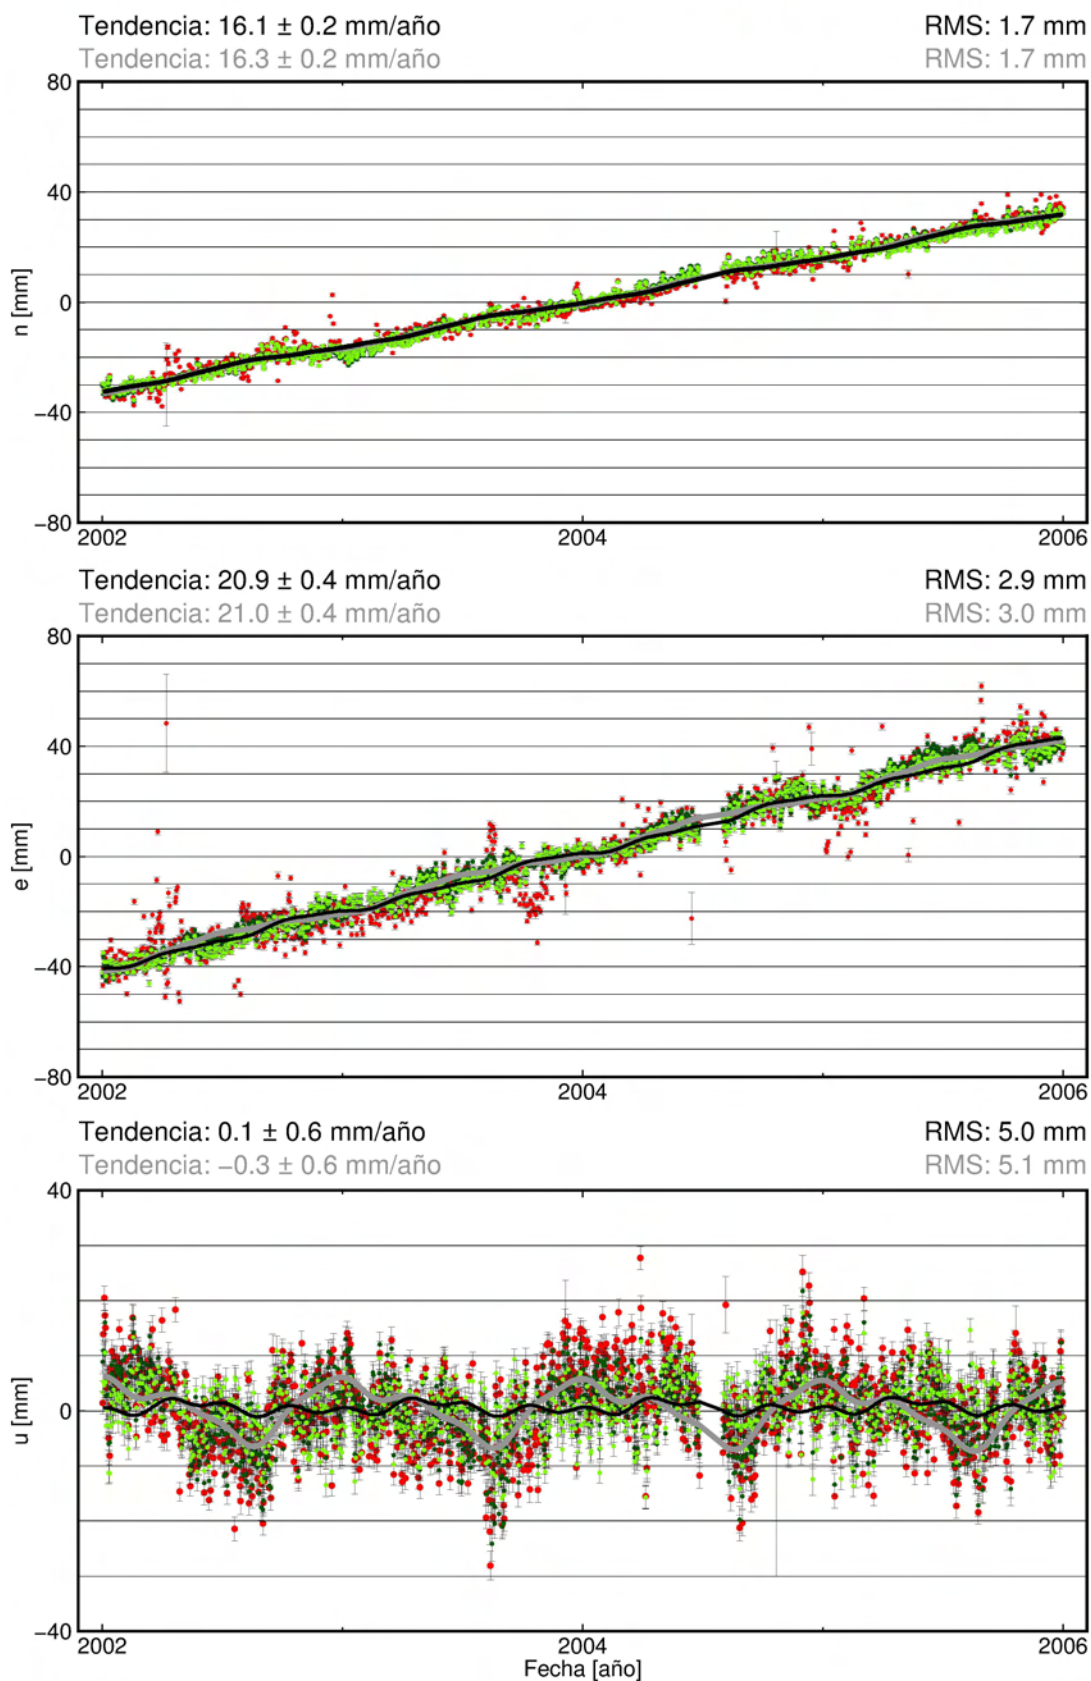 Tendencia: 16.1 ± 0.2 mm/año RMS: 1.7 mm
Tendencia: 16.3 ± 0.2 mm/año RMS: 1.7 mm
80
40
n [mm]
0
−40
−80
2002 2004 2006
Tendencia: 20.9 ± 0.4 mm/año RMS: 2.9 mm
Tendencia: 21.0 ± 0.4 mm/año RMS: 3.0 mm
80
40
e [mm]
0
−40
−80
2002 2004 2006
Tendencia: 0.1 ± 0.6 mm/año RMS: 5.0 mm
Tendencia: −0.3 ± 0.6 mm/año RMS: 5.1 mm
40
20
u [mm]
0
−20
−40
2002 2004 2006
Fecha [año]